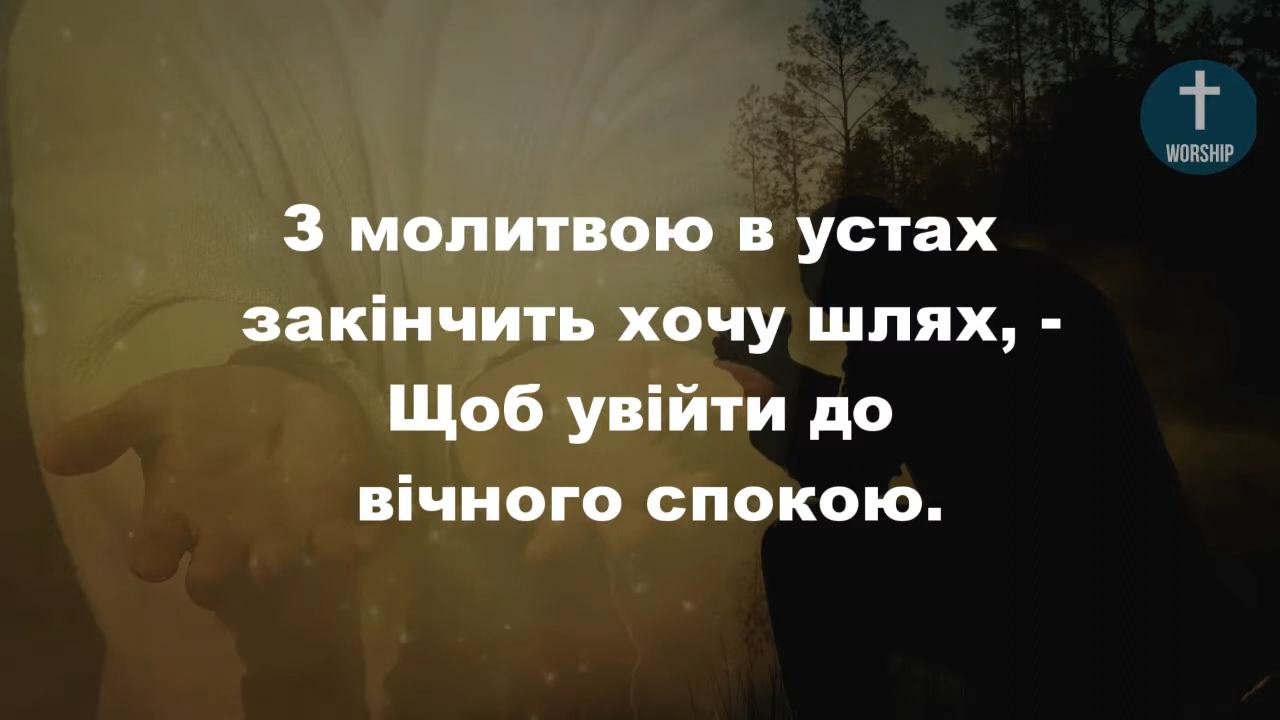 WORSHIP
З молитвою в устах
закінчить хочу шлях, -
Щоб увійти до
вічного спокою.